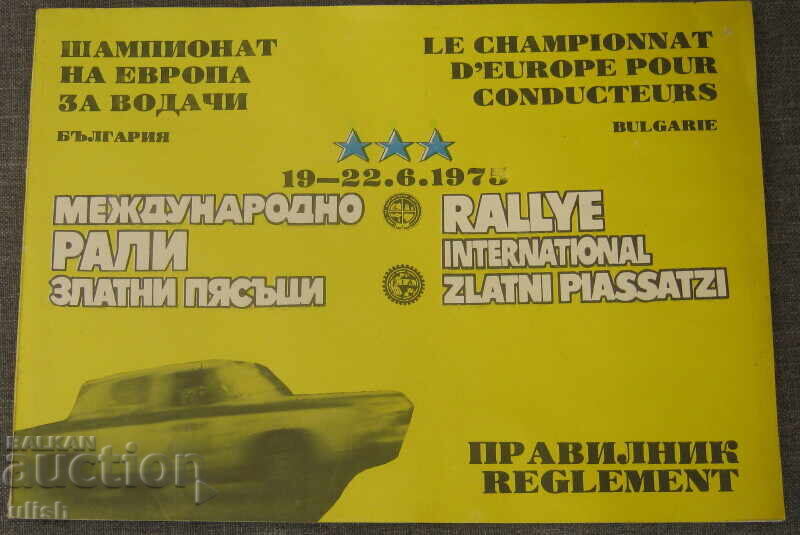 ШАМПИОНАТ
НА ЕВРОПА
ЗА ВОДАЧИ
БЪЛГАРИЯ
LE CHAMPIONNAT
D'EUROPE POUR
CONDUCTEURS
BULGARIE
19—22.6.1975
МЕЖДУНАРОДНО
РАЛИ
ЗЛАТНИ ПЯСЪЦИ
RALLYE
INTERNATIONAL
ZLATNI PIASSATZI
ПРАВИЛНИК
REGLEMENT
BALKAN
auction
ulish